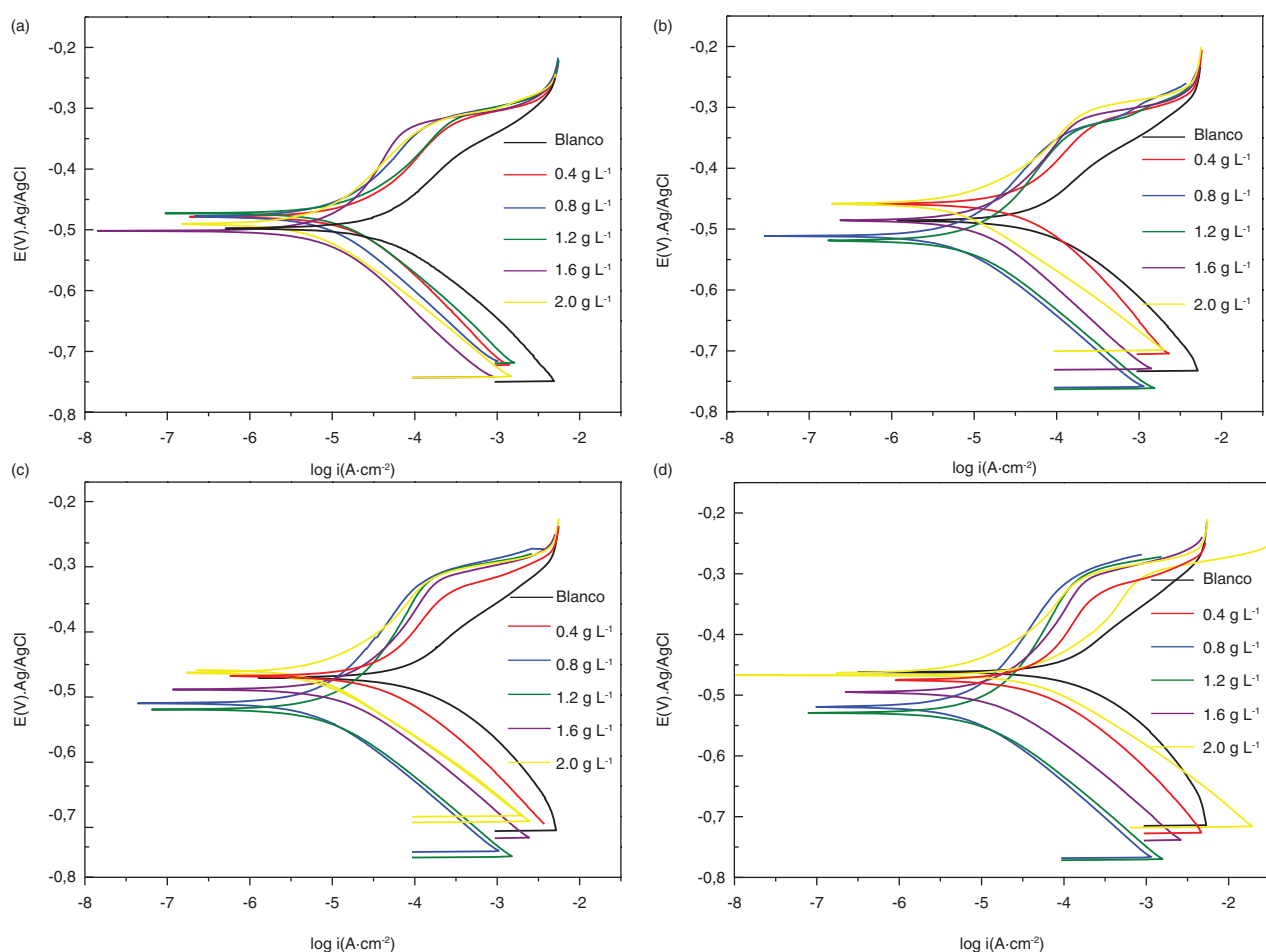 (a)
-0,2
-0,3
-0,4
-0,5
-0,6
-0,7
-0,8
E(V).Ag/AgCl
-8 -7 -6 -5 -4 -3 -2
log i(A·cm⁻²)
Blanco
0.4 g L⁻¹
0.8 g L⁻¹
1.2 g L⁻¹
1.6 g L⁻¹
2.0 g L⁻¹
(b)
-0,2
-0,3
-0,4
-0,5
-0,6
-0,7
-0,8
E(V).Ag/AgCl
-8 -7 -6 -5 -4 -3 -2
log i(A·cm⁻²)
Blanco
0.4 g L⁻¹
0.8 g L⁻¹
1.2 g L⁻¹
1.6 g L⁻¹
2.0 g L⁻¹
(c)
-0,2
-0,3
-0,4
-0,5
-0,6
-0,7
-0,8
E(V).Ag/AgCl
-8 -7 -6 -5 -4 -3 -2
log i(A·cm⁻²)
Blanco
0.4 g L⁻¹
0.8 g L⁻¹
1.2 g L⁻¹
1.6 g L⁻¹
2.0 g L⁻¹
(d)
-0,2
-0,3
-0,4
-0,5
-0,6
-0,7
-0,8
E(V).Ag/AgCl
-8 -7 -6 -5 -4 -3 -2
log i(A·cm⁻²)
Blanco
0.4 g L⁻¹
0.8 g L⁻¹
1.2 g L⁻¹
1.6 g L⁻¹
2.0 g L⁻¹